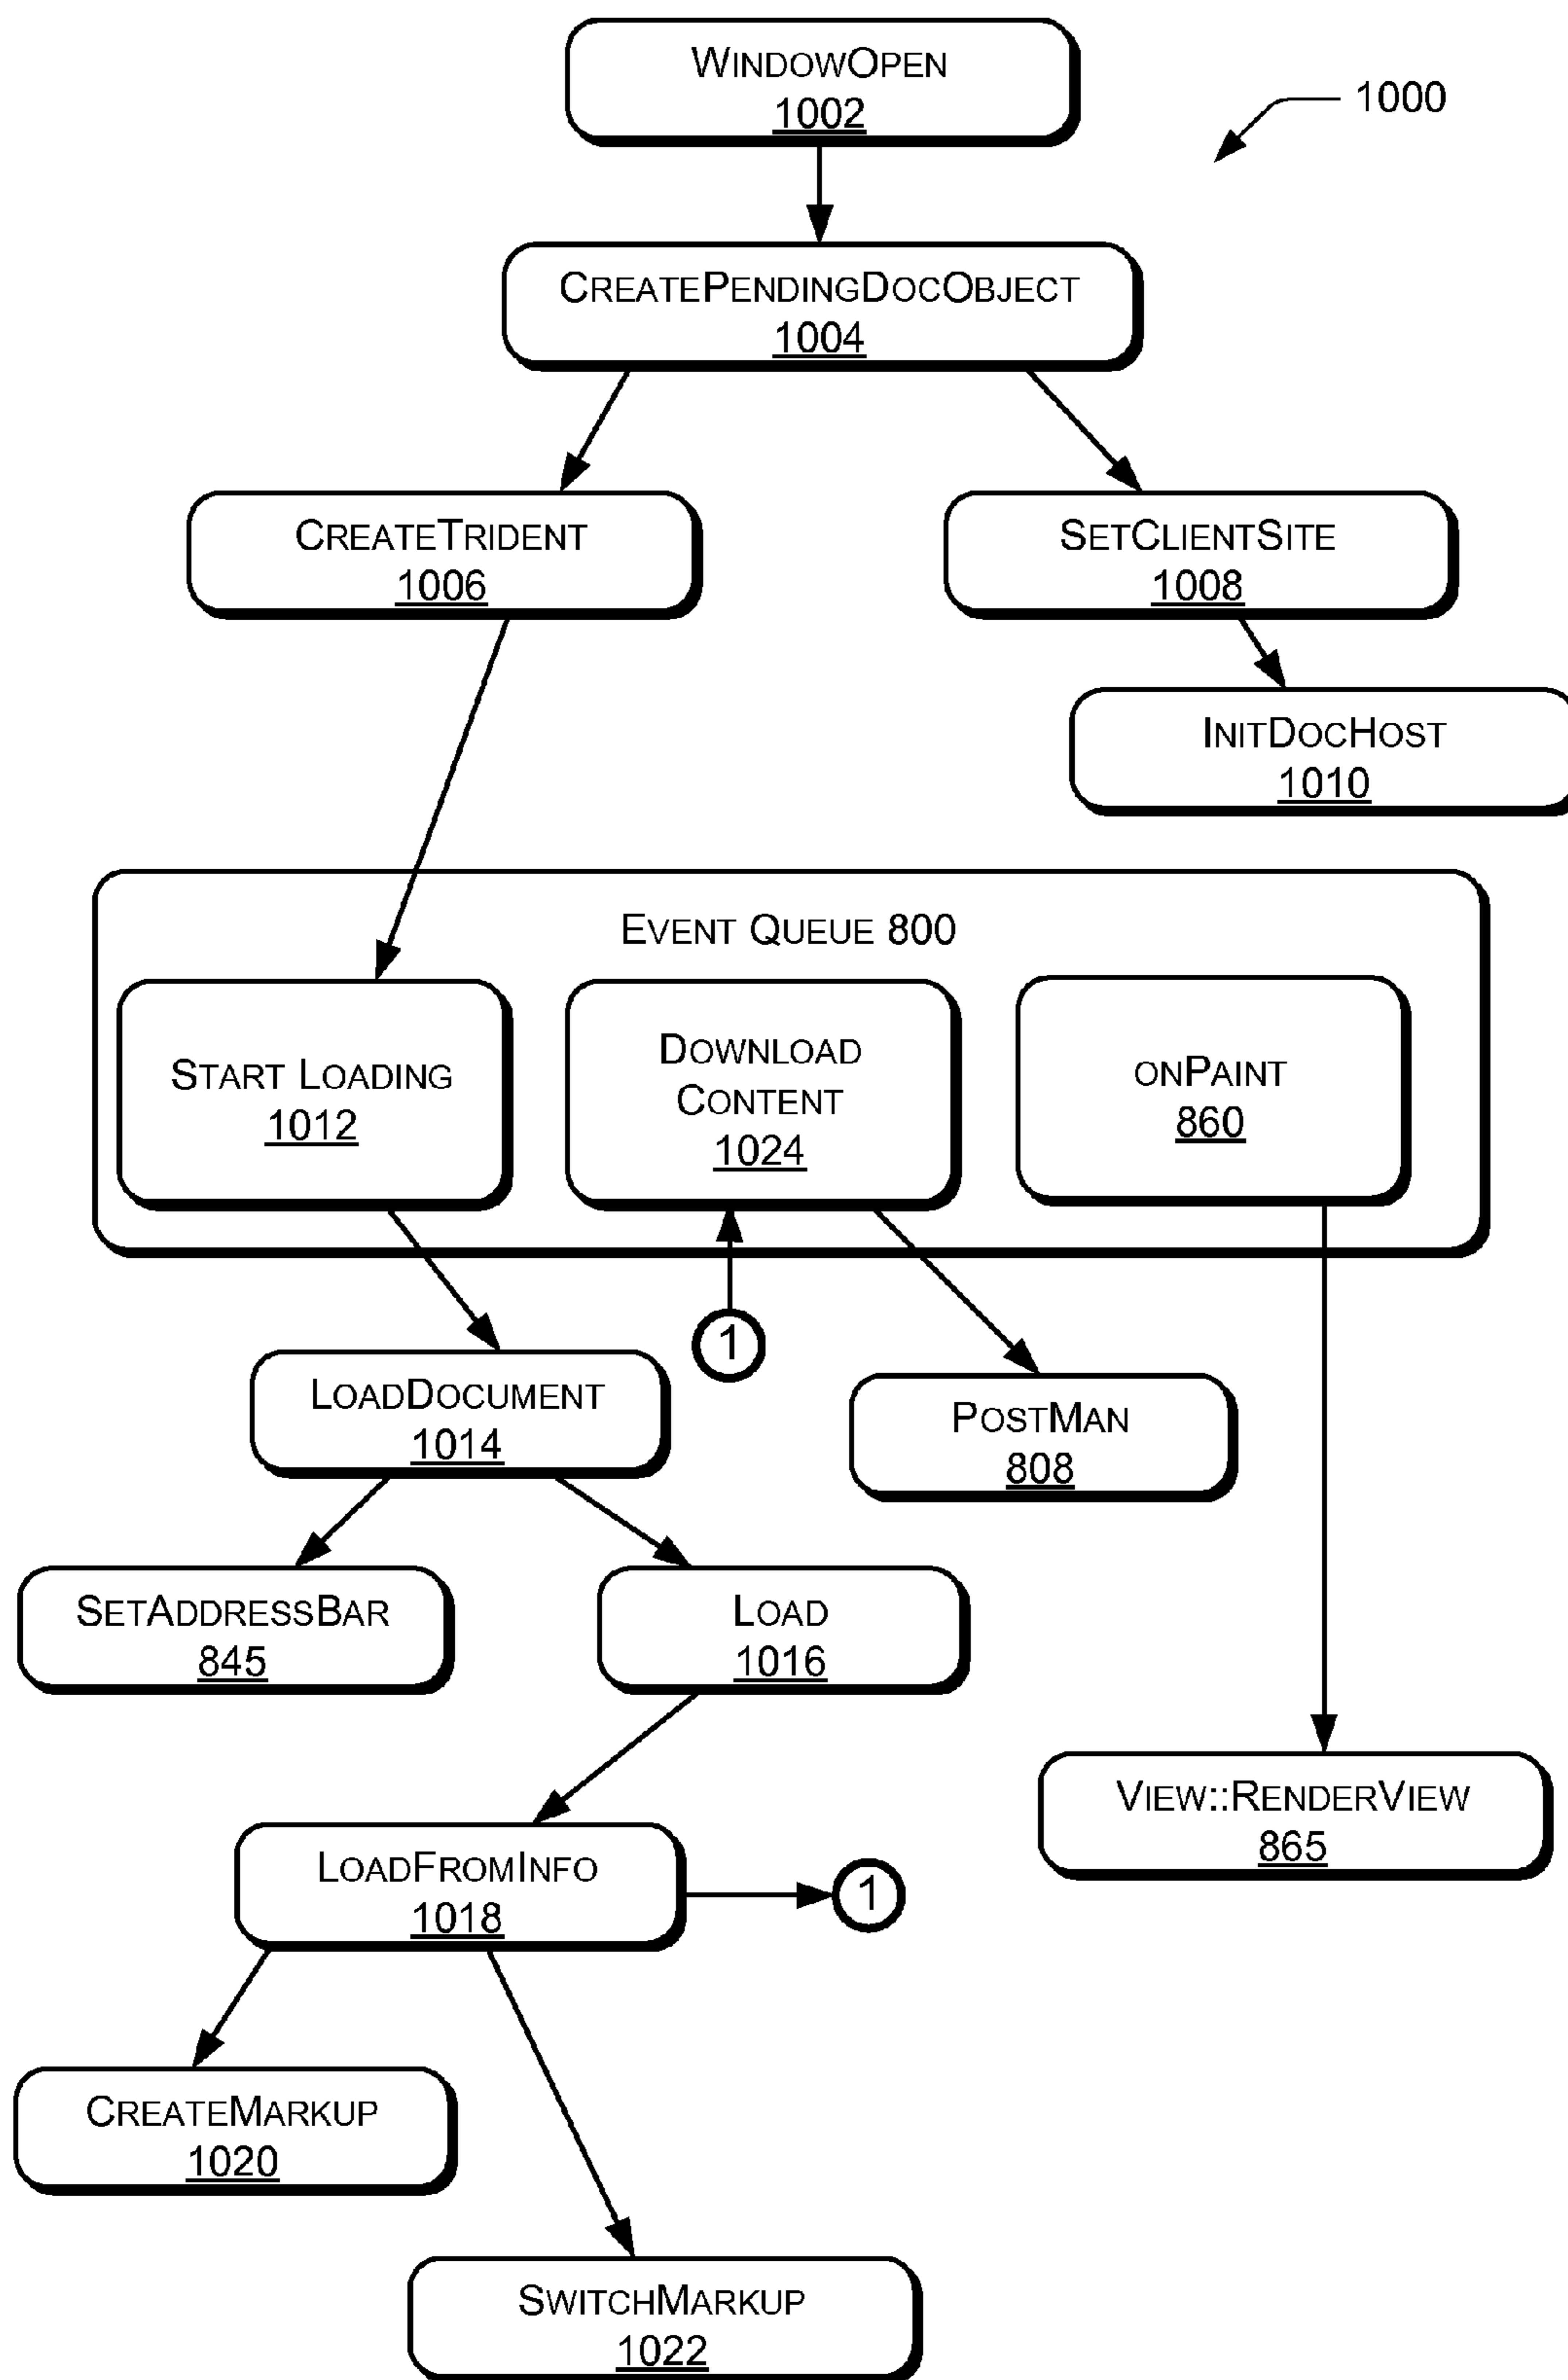 WINDOWOPEN
1002
1000
CREATEPENDINGDOCOBJECT
1004
CREATETRIDENT
1006
SETCLIENTSITE
1008
INITDOCHOST
1010
EVENT QUEUE 800
START LOADING
1012
DOWNLOAD
CONTENT
1024
ONPAINT
860
1
LOADDOCUMENT
1014
POSTMAN
808
SETADDRESSBAR
845
LOAD
1016
VIEW::RENDERVIEW
865
LOADFROMINFO
1018
1
CREATEMARKUP
1020
SWITCHMARKUP
1022